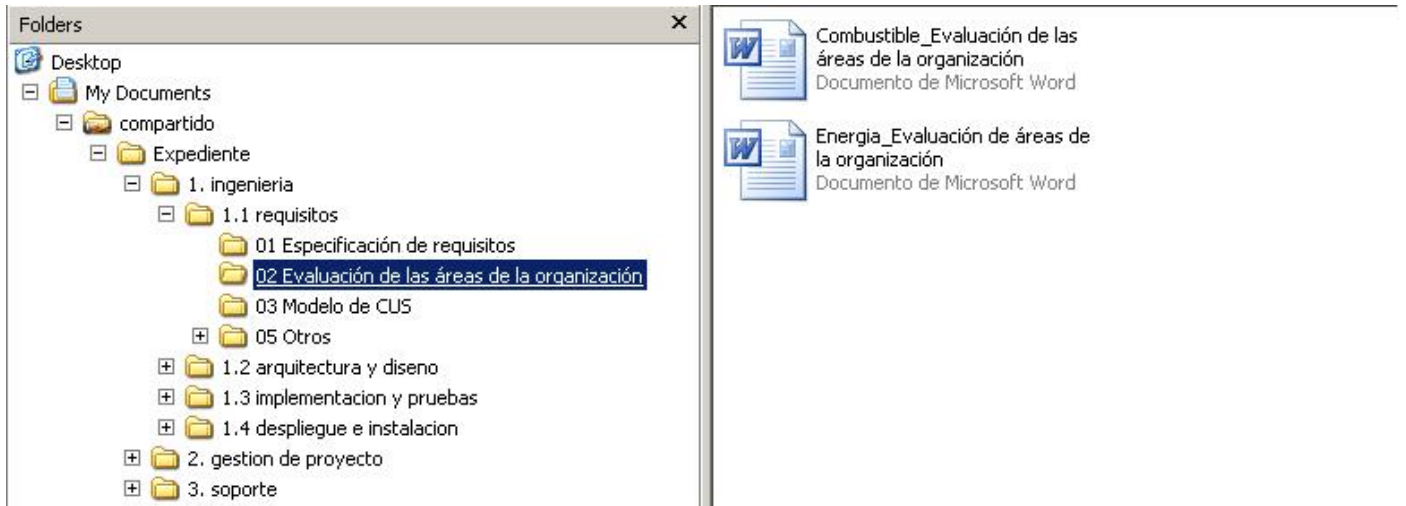 Folders
Desktop
My Documents
compartido
Expediente
1. ingenieria
1.1 requisitos
01 Especificación de requisitos
02 Evaluación de las áreas de la organización
03 Modelo de CUS
05 Otros
1.2 arquitectura y diseno
1.3 implementacion y pruebas
1.4 despliegue e instalacion
2. gestion de proyecto
3. soporte
Combustible_Evaluación de las
áreas de la organización
Documento de Microsoft Word
Energia_Evaluación de áreas de
la organización
Documento de Microsoft Word